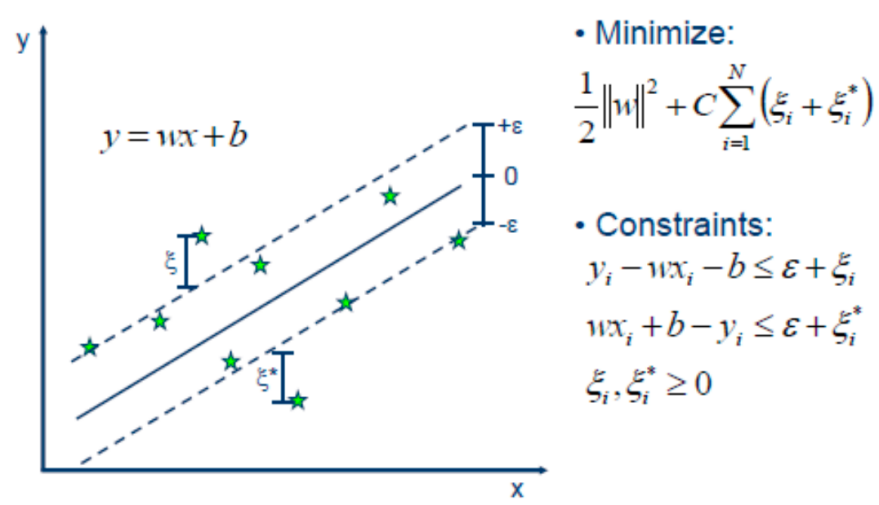 y
y = wx + b
+ε
0
-ε
ξ
ξ*
x
• Minimize:
1/2 ||w||² + C ∑_{i=1}^{N} (ξ_i + ξ_i^*)
• Constraints:
y_i − wx_i − b ≤ ε + ξ_i
wx_i + b − y_i ≤ ε + ξ_i^*
ξ_i, ξ_i^* ≥ 0